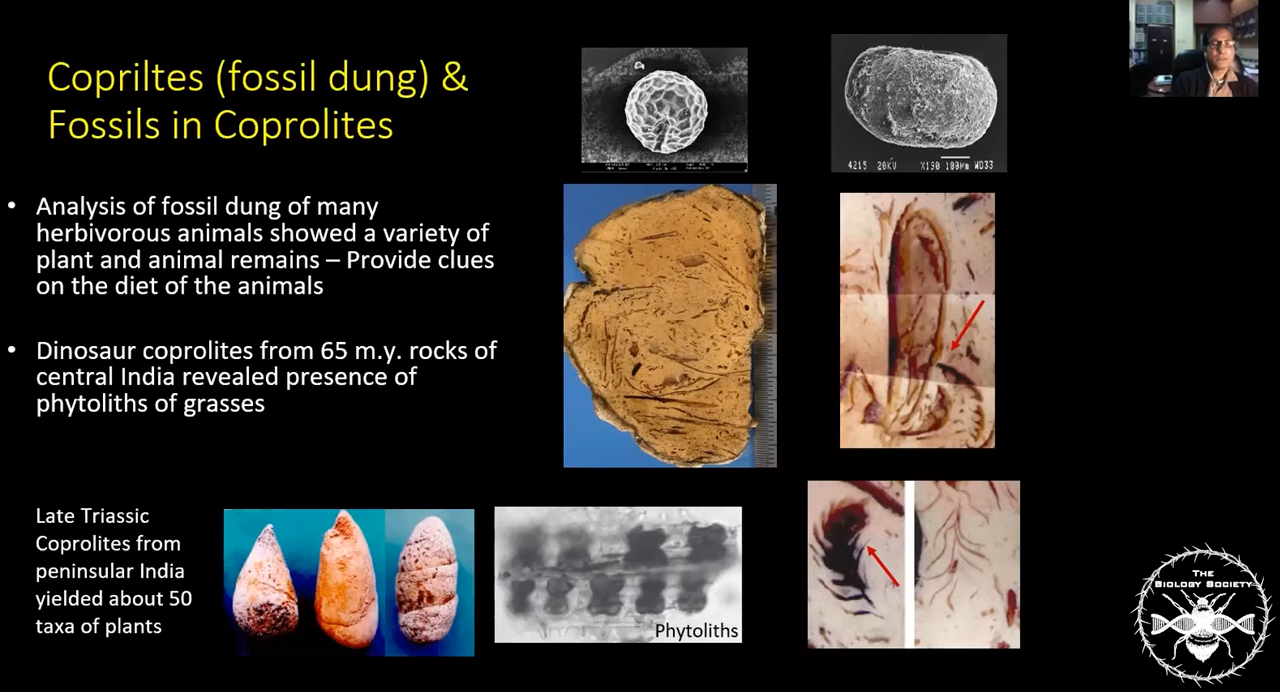 Copriltes (fossil dung) &
Fossils in Coprolites
• Analysis of fossil dung of many
herbivorous animals showed a variety of
plant and animal remains – Provide clues
on the diet of the animals
• Dinosaur coprolites from 65 m.y. rocks of
central India revealed presence of
phytoliths of grasses
Late Triassic
Coprolites from
peninsular India
yielded about 50
taxa of plants
4215 20KU X190 100µm WD33
Phytoliths
THE
BIOLOGY SOCIETY